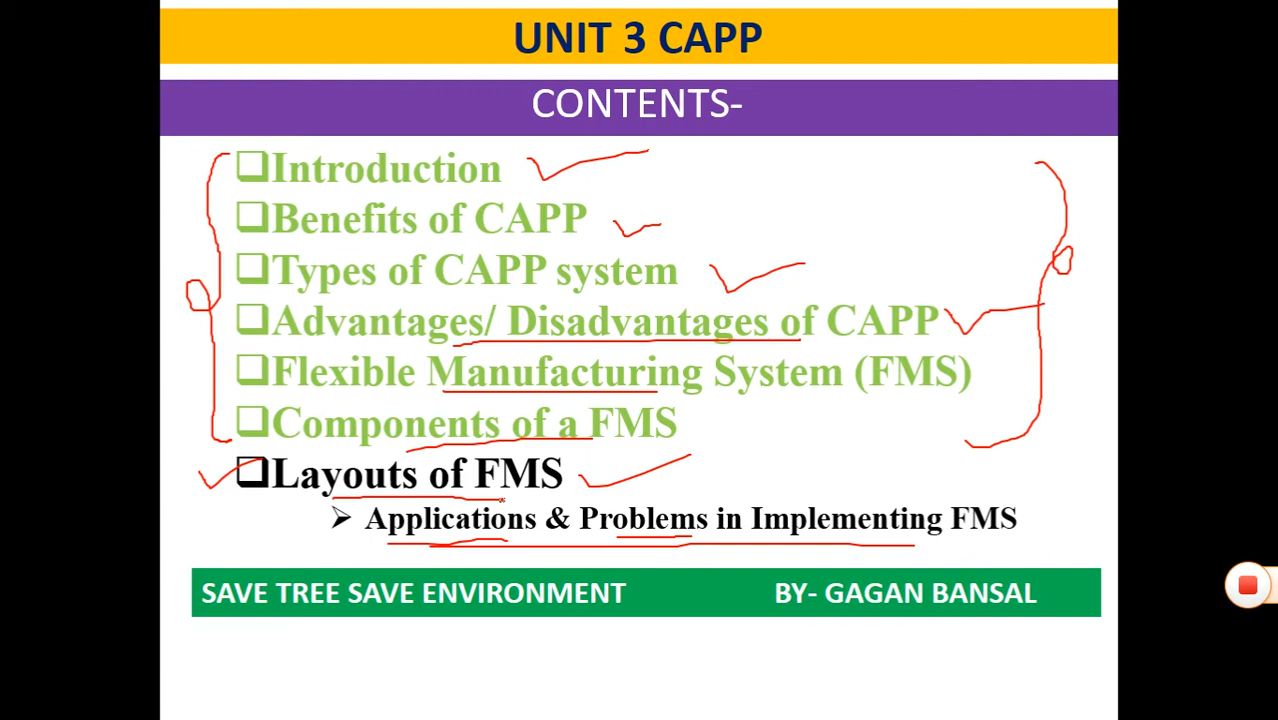 UNIT 3 CAPP
CONTENTS-
Introduction
Benefits of CAPP
Types of CAPP system
Advantages/ Disadvantages of CAPP
Flexible Manufacturing System (FMS)
Components of a FMS
Layouts of FMS
Applications & Problems in Implementing FMS
SAVE TREE SAVE ENVIRONMENT BY- GAGAN BANSAL